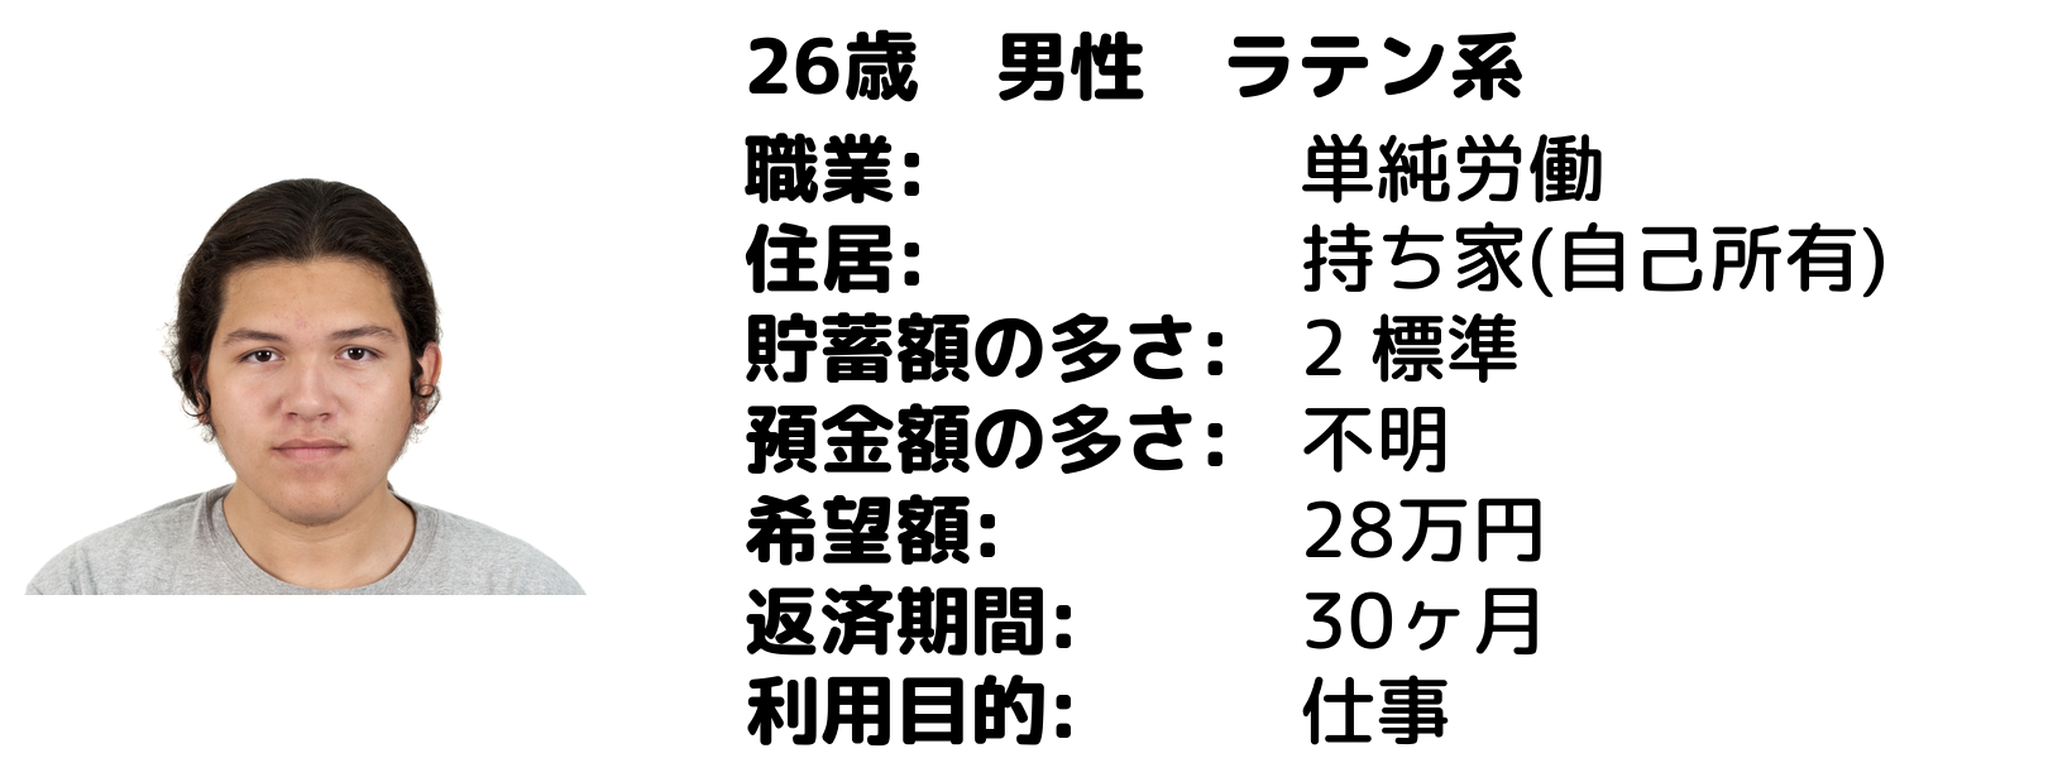 26歳　男性　ラテン系
職業: 単純労働
住居: 持ち家(自己所有)
貯蓄額の多さ: 2 標準
預金額の多さ: 不明
希望額: 28万円
返済期間: 30ヶ月
利用目的: 仕事